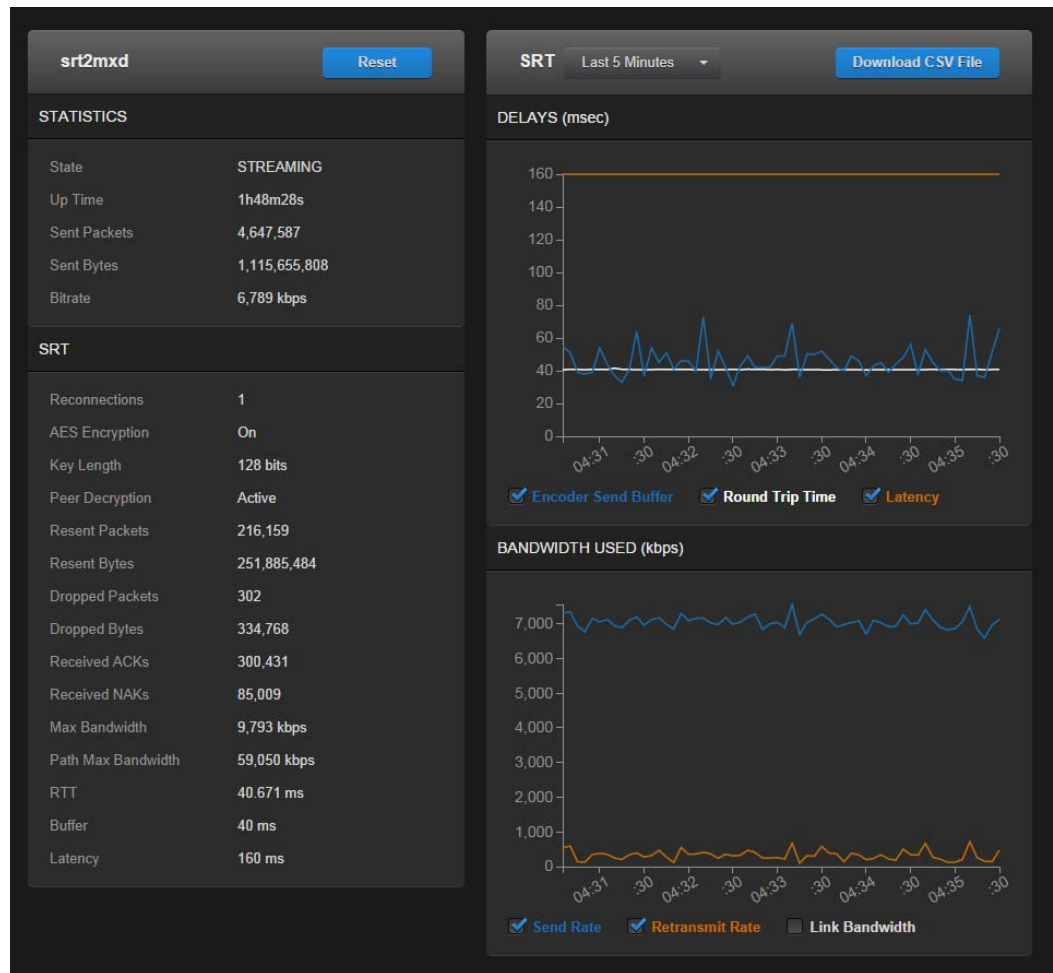 srt2mxd
Reset
STATISTICS
State STREAMING
Up Time 1h48m28s
Sent Packets 4,647,587
Sent Bytes 1,115,655,808
Bitrate 6,789 kbps
SRT
Reconnections 1
AES Encryption On
Key Length 128 bits
Peer Decryption Active
Resent Packets 216,159
Resent Bytes 251,885,484
Dropped Packets 302
Dropped Bytes 334,768
Received ACKs 300,431
Received NAKs 85,009
Max Bandwidth 9,793 kbps
Path Max Bandwidth 59,050 kbps
RTT 40.671 ms
Buffer 40 ms
Latency 160 ms
SRT Last 5 Minutes
Download CSV File
DELAYS (msec)
160
140
120
100
80
60
40
20
0
04:31 :30 04:32 :30 04:33 :30 04:34 :30 04:35 :30
Encoder Send Buffer Round Trip Time Latency
BANDWIDTH USED (kbps)
7,000
6,000
5,000
4,000
3,000
2,000
1,000
0
04:31 :30 04:32 :30 04:33 :30 04:34 :30 04:35 :30
Send Rate Retransmit Rate Link Bandwidth